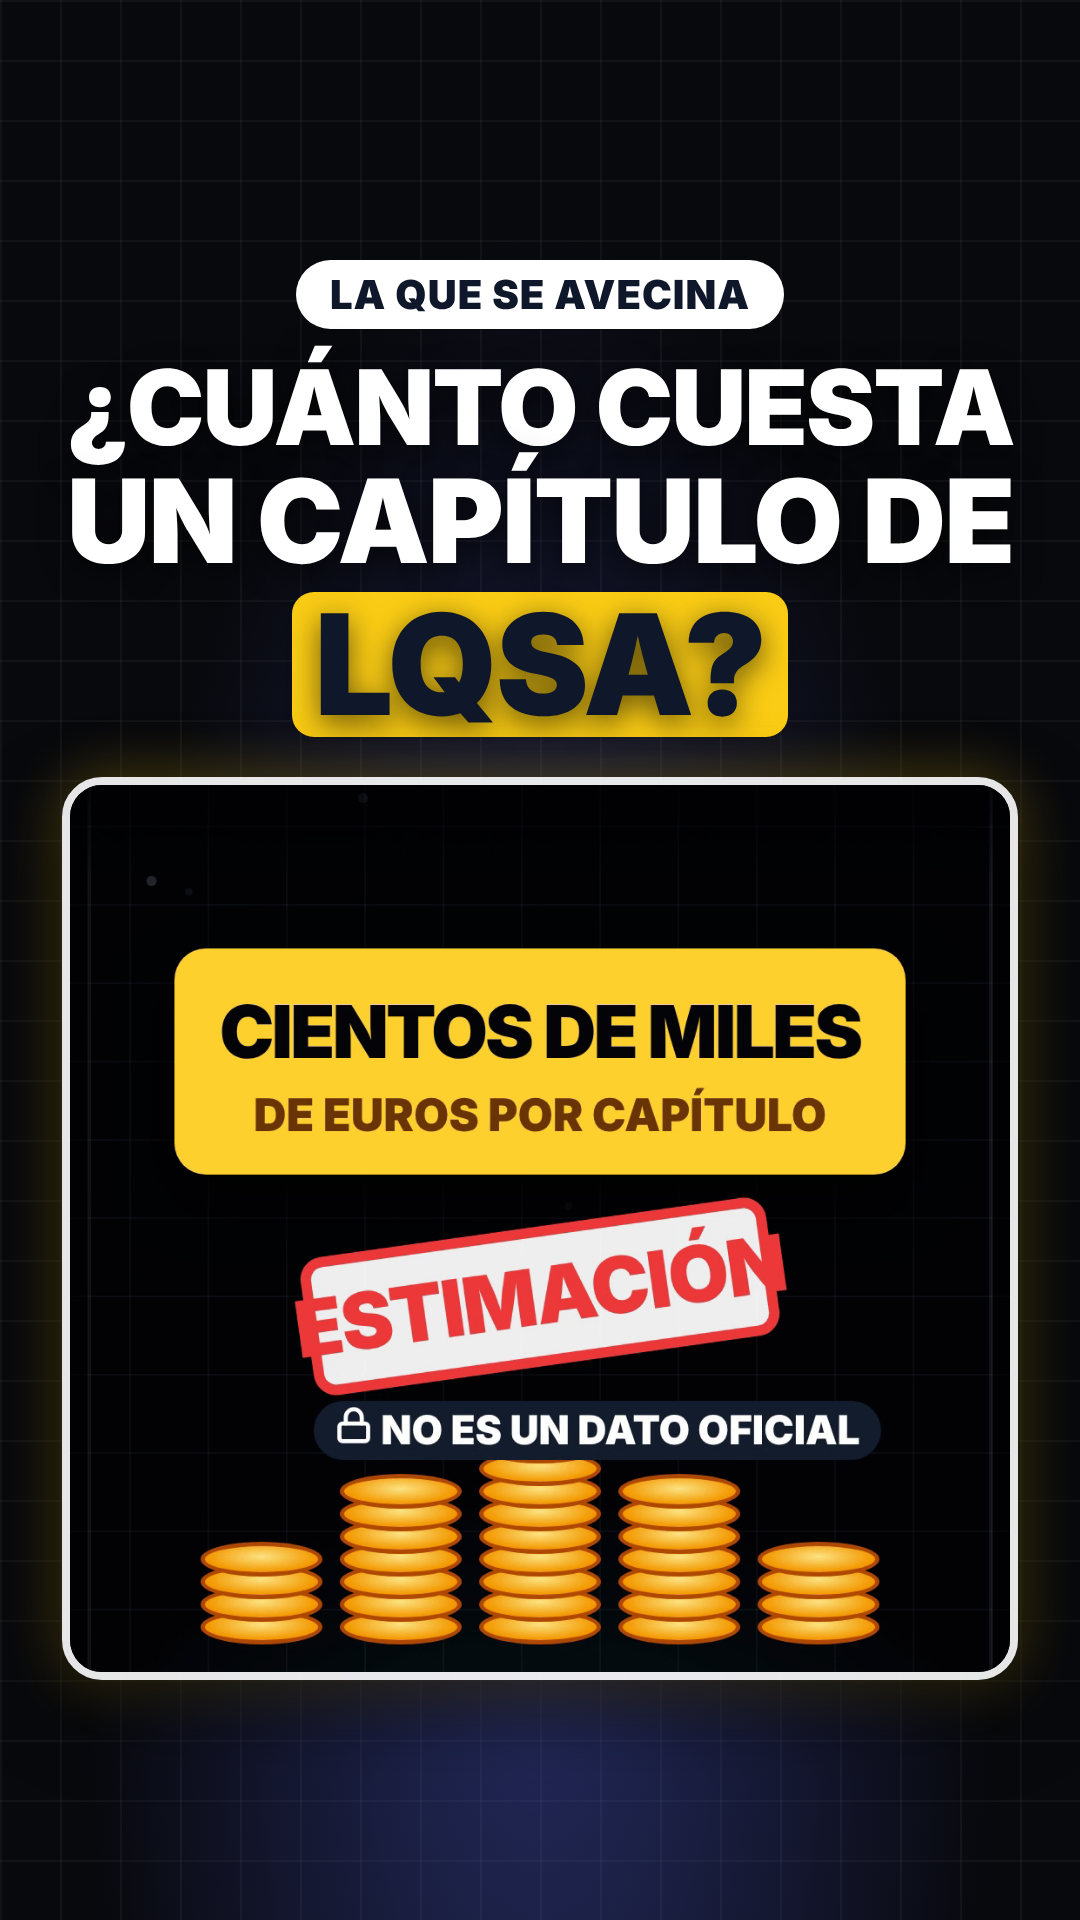 LA QUE SE AVECINA
¿CUÁNTO CUESTA
UN CAPÍTULO DE
LQSA?
CIENTOS DE MILES
DE EUROS POR CAPÍTULO
ESTIMACIÓN
NO ES UN DATO OFICIAL